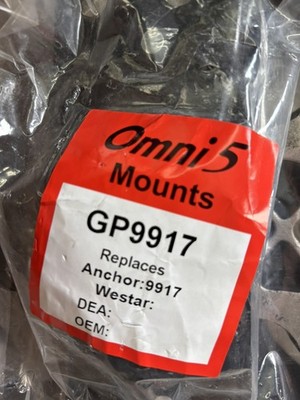 Omni 5
Mounts
GP9917
Replaces
Anchor:9917
Westar:
DEA:
OEM: